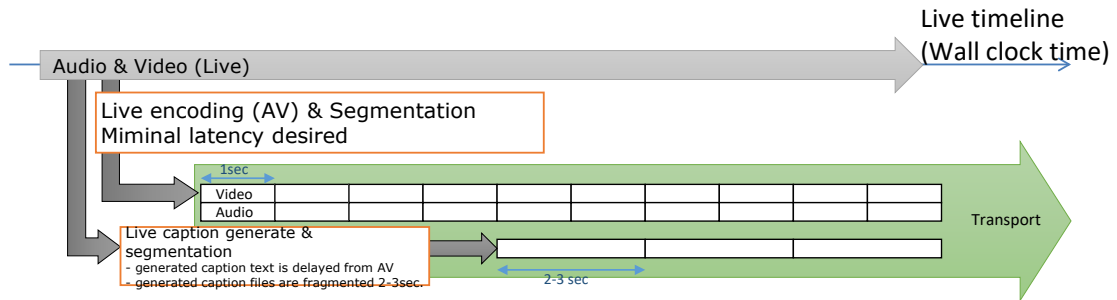 Live timeline
(Wall clock time)
Audio & Video (Live)
Live encoding (AV) & Segmentation
Miminal latency desired
1sec
Video
Audio
Transport
Live caption generate &
segmentation
- generated caption text is delayed from AV
- generated caption files are fragmented 2-3sec.
2-3 sec